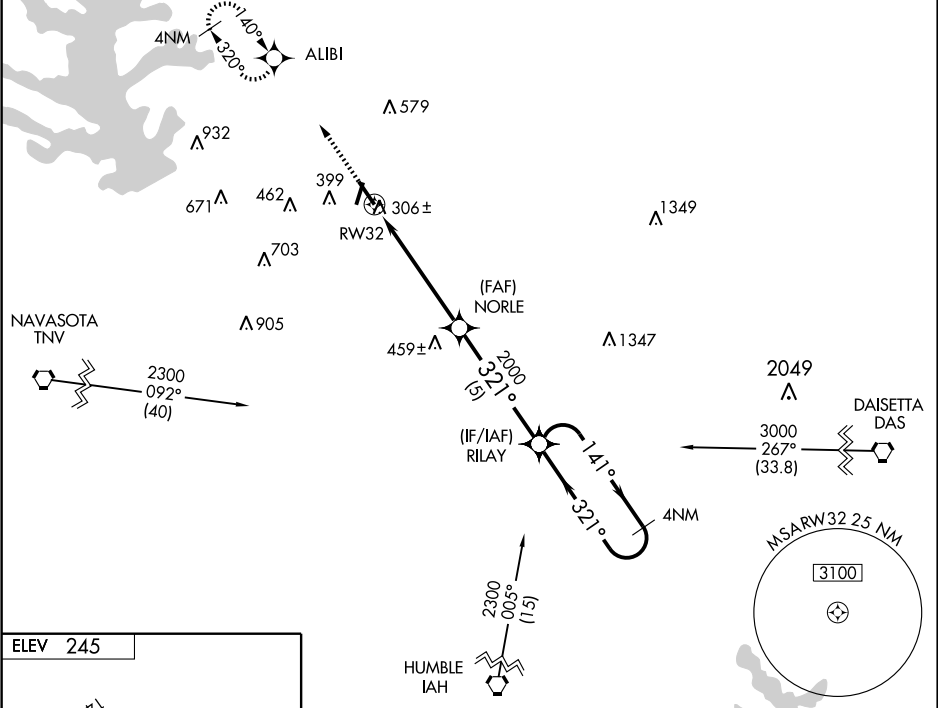 4NM
140°
320°
ALIBI
579
932
671
462
399
306±
RW32
1349
703
(FAF)
NORLE
NAVASOTA
TNV
905
459±
1347
2300
092°
(40)
2000
321°
(5)
2049
DAISETTA
DAS
(IF/IAF)
RILAY
3000
267°
(33.8)
141°
321°
4NM
MSA RW32 25 NM
3100
2300
005°
(15)
ELEV 245
HUMBLE
IAH